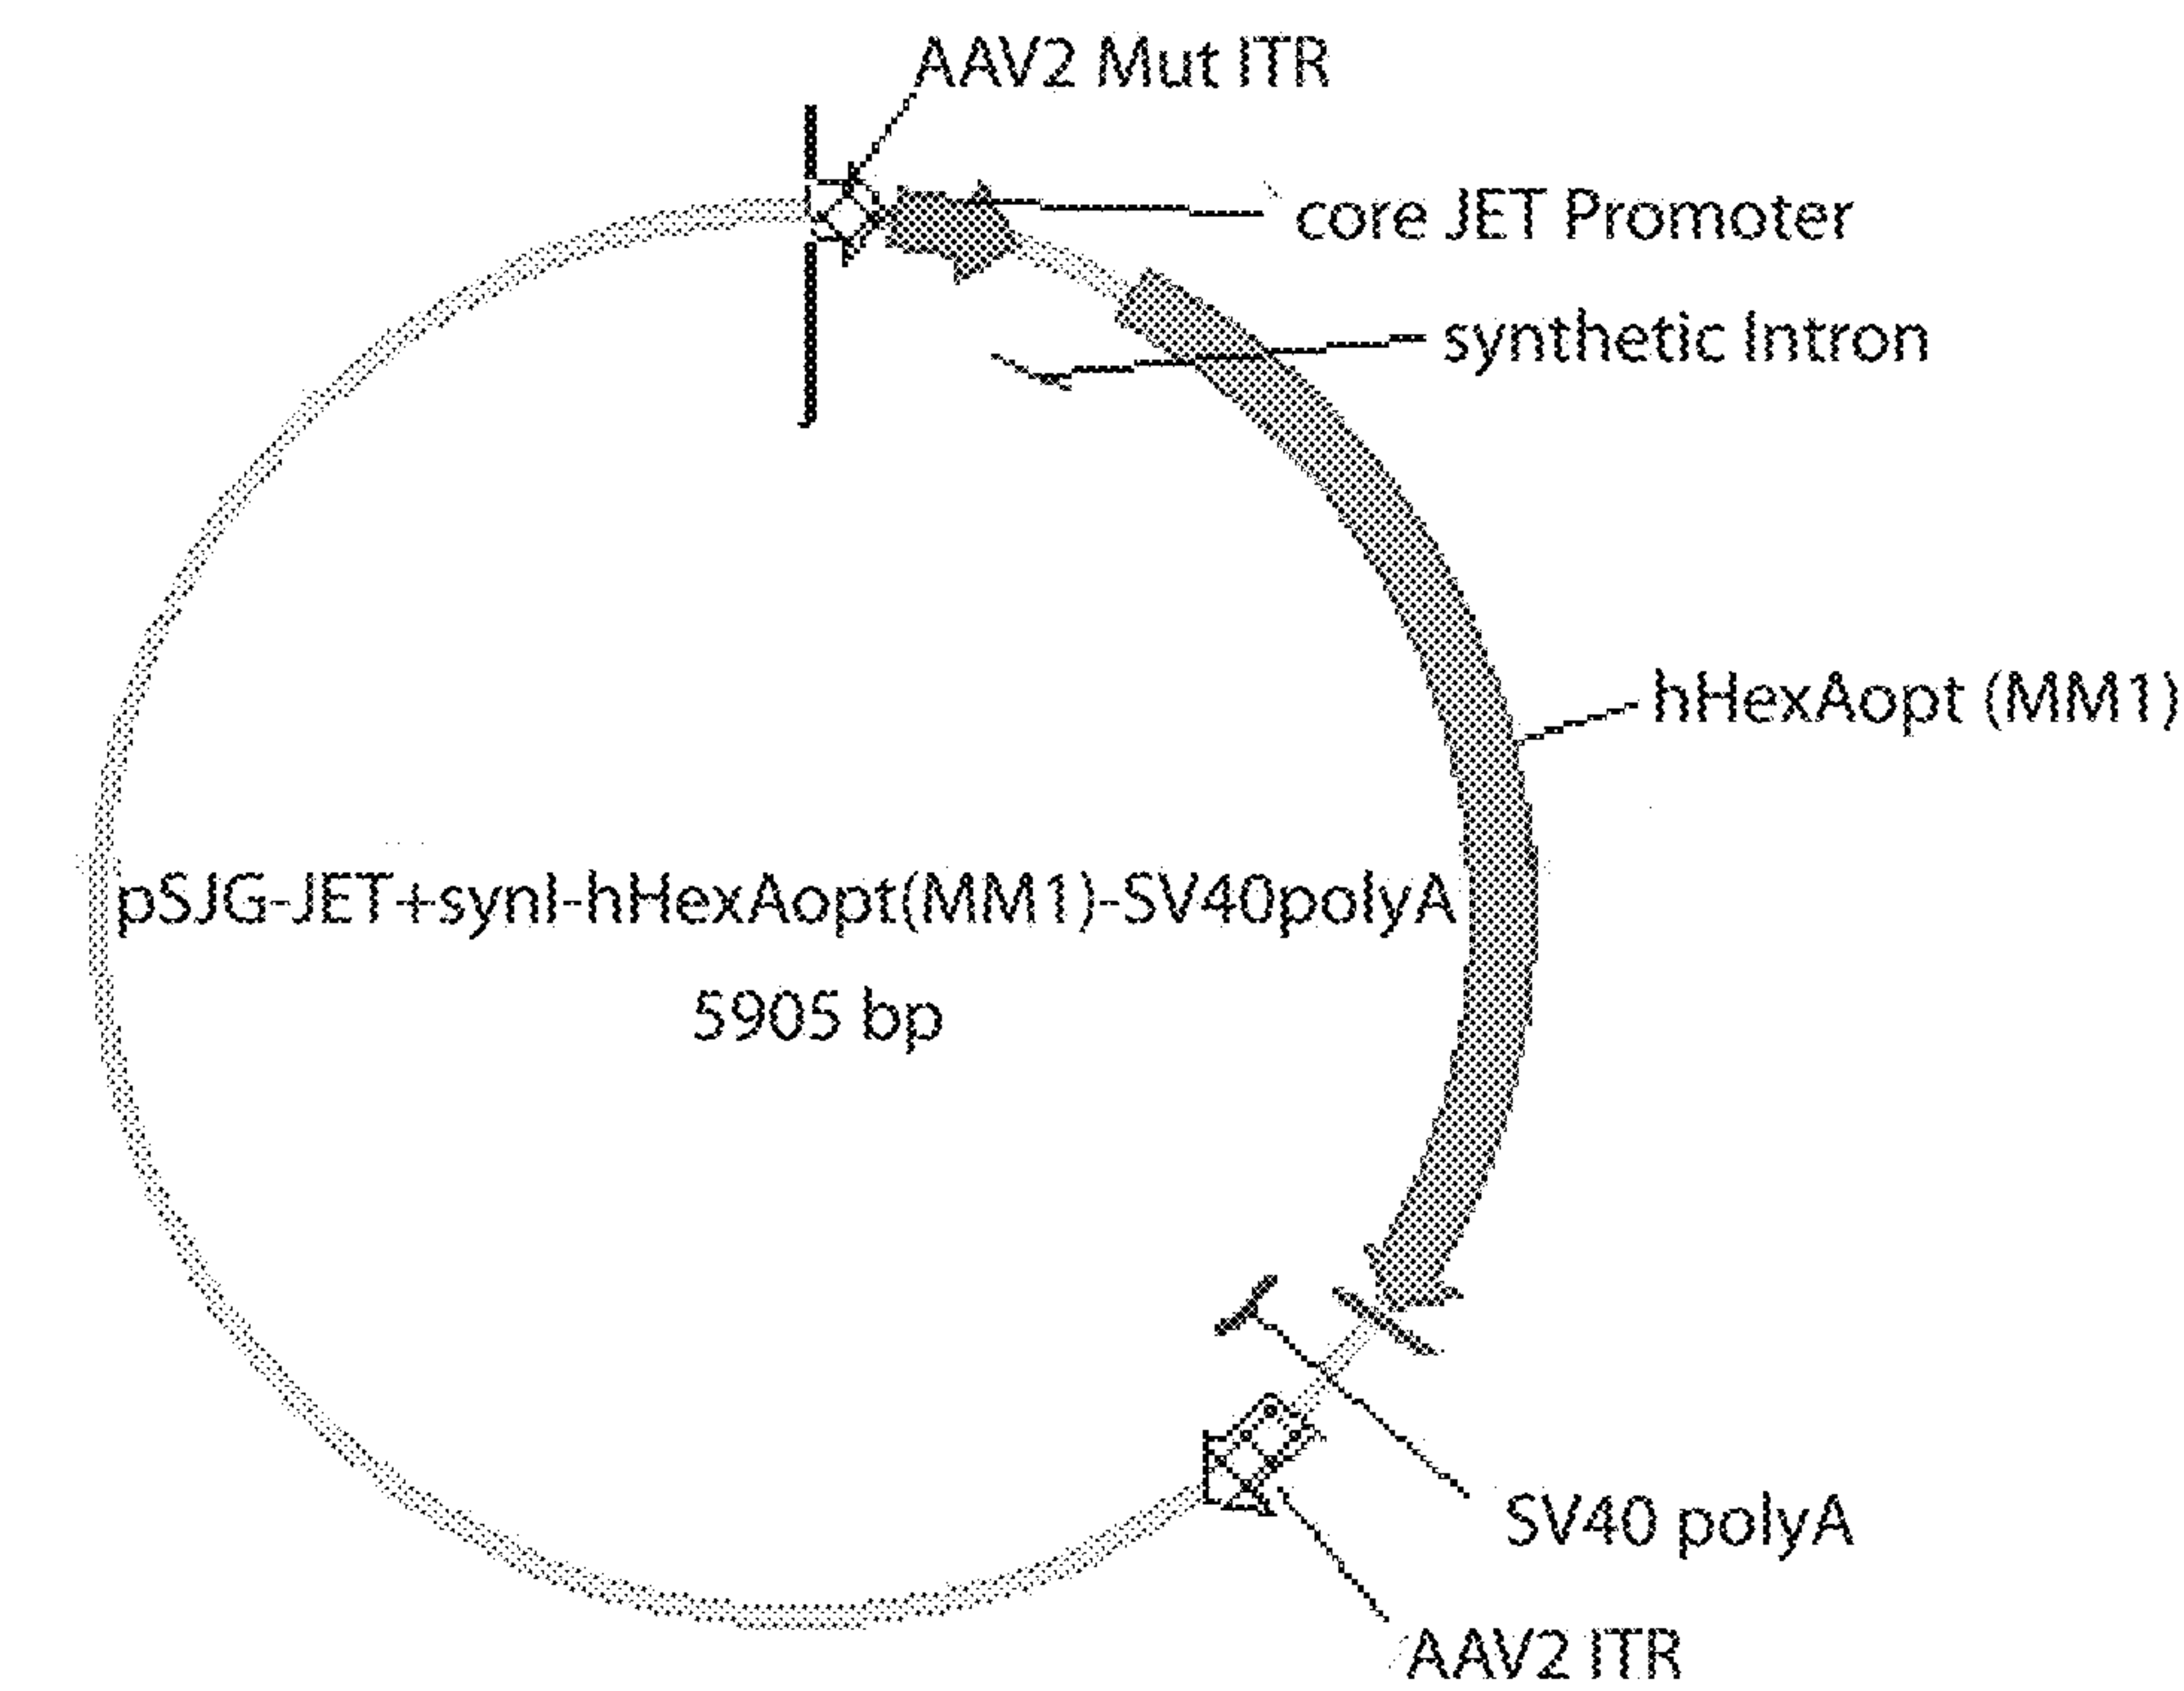 AAV2 Mut ITR
core JET Promoter
synthetic Intron
hHexAopt (MM1)
pSJG-JET+synI-hHexAopt(MM1)-SV40polyA
5905 bp
SV40 polyA
AAV2 ITR